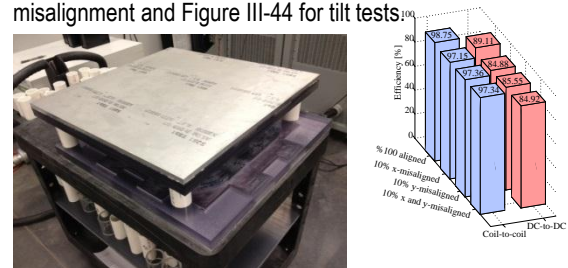 misalignment and Figure III-44 for tilt tests.
Efficiency [%]
100
80
60
40
20
0
98.75
97.15
97.36
97.34
89.11
84.88
85.55
84.92
%100 aligned
10% x-misaligned
10% y-misaligned
10% x and y-misaligned
Coil-to-coil
DC-to-DC